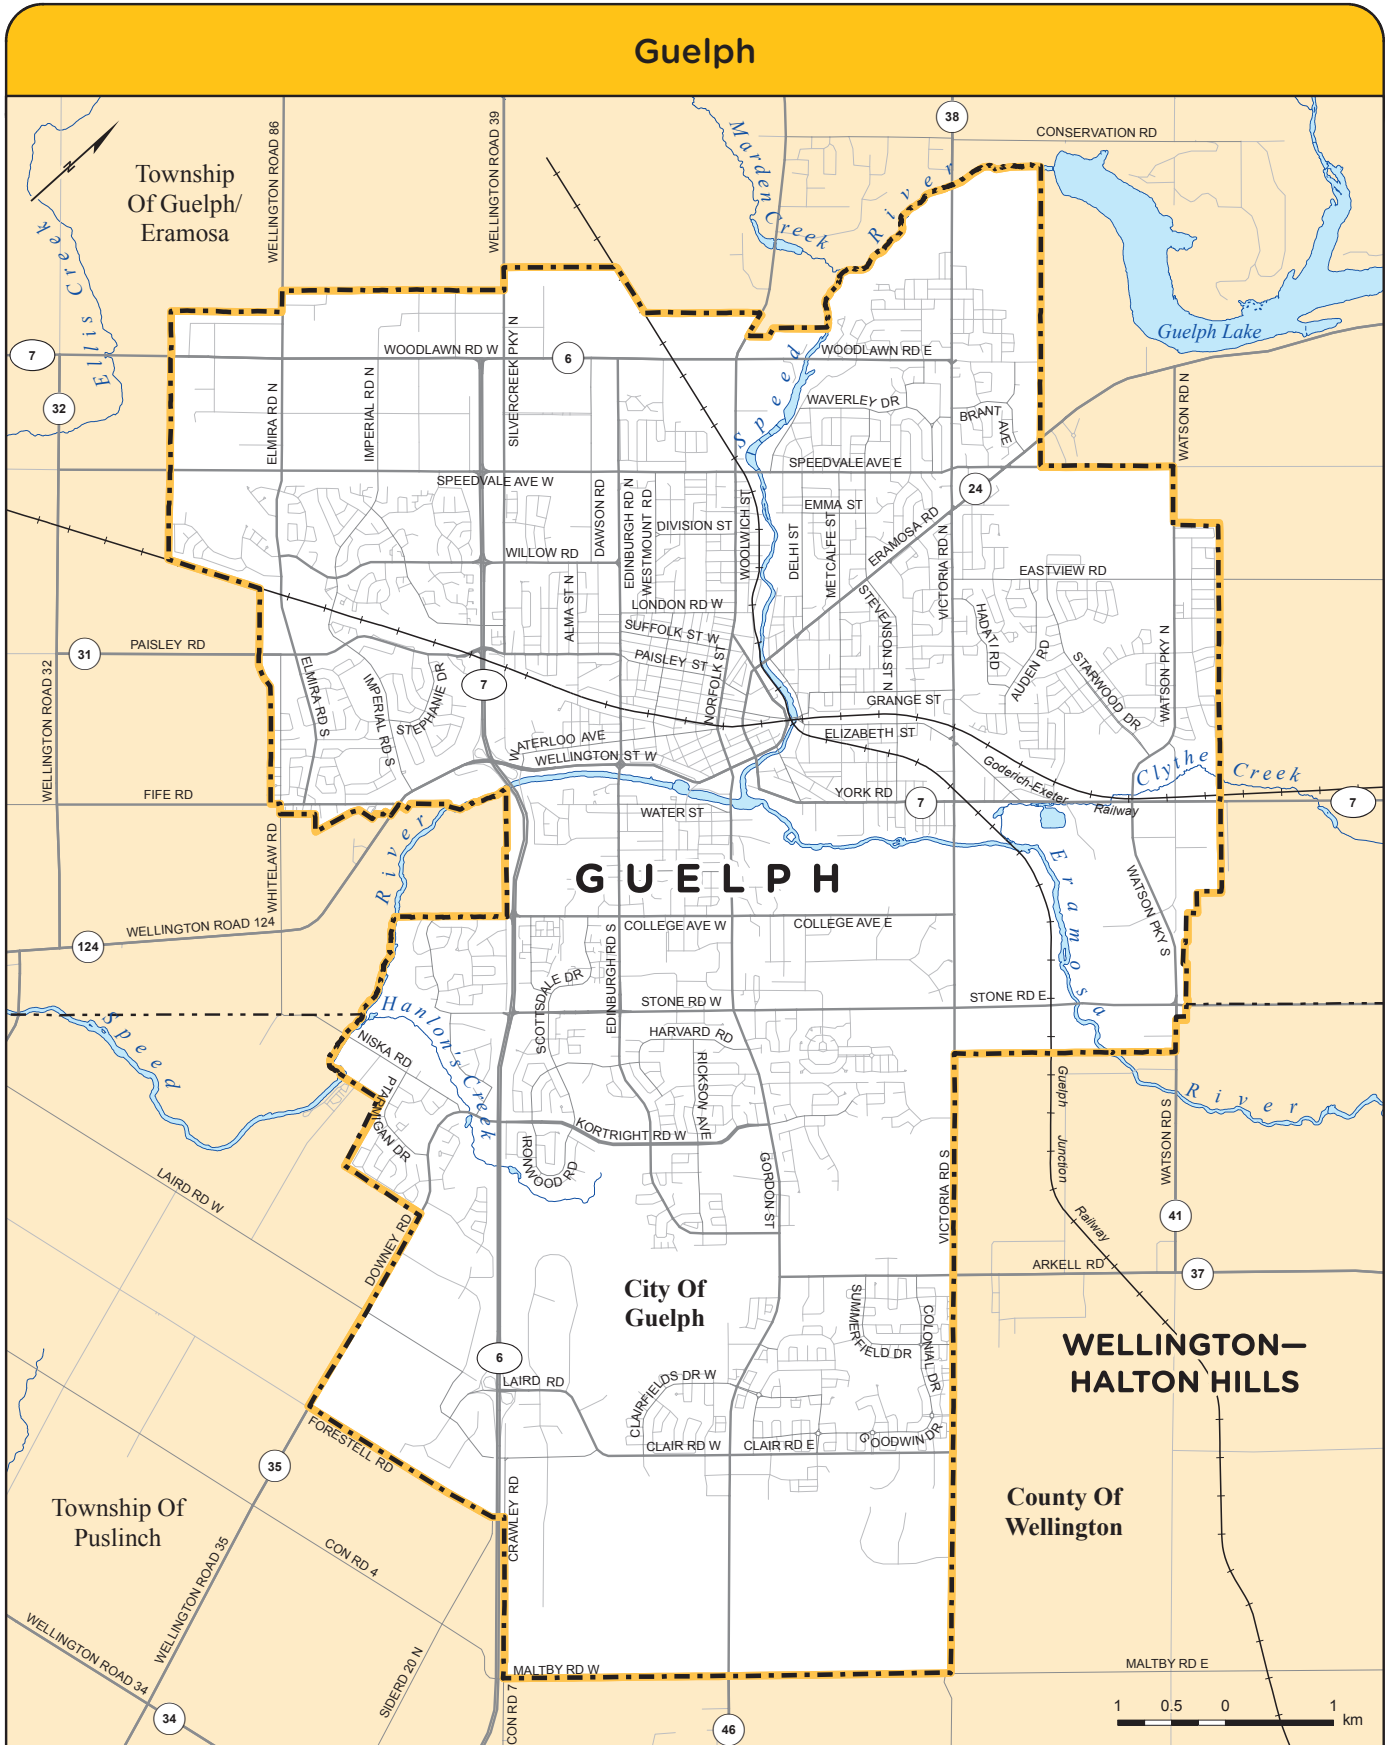 Guelph
38
CONSERVATION RD
WELLINGTON ROAD 86
WELLINGTON ROAD 39
Marden Creek
River
N
Township
Of Guelph/
Eramosa
Ellis Creek
Guelph Lake
7
32
WOODLAWN RD W
6
SILVERCREEK PKY N
WOODLAWN RD E
Speed
ELMIRA RD N
IMPERIAL RD N
WAVERLEY DR
BRANT AVE
WATSON RD N
SPEEDVALE AVE E
SPEEDVALE AVE W
24
DAWSON RD
EDINBURGH RD N
WESTMOUNT RD
DIVISION ST
WOOLWICH ST
EMMA ST
DELHI ST
METCALFE ST
ERAMOSA RD
VICTORIA RD N
WILLOW RD
EASTVIEW RD
ALMA ST N
LONDON RD W
STEVENSON ST N
SUFFOLK ST W
HADATI RD
AUDEN RD
STARWOOD DR
WATSON PKY N
31
PAISLEY RD
PAISLEY ST
NORFOLK ST
WELLINGTON ROAD 32
ELMIRA RD S
IMPERIAL RD S
STEPHANIE DR
7
GRANGE ST
ELIZABETH ST
WATERLOO AVE
WELLINGTON ST W
Goderich-Exeter
Railway
Clythe Creek
FIFE RD
YORK RD
7
7
WATER ST
WHITELAW RD
River
GUELPH
Eramosa
WATSON PKY S
WELLINGTON ROAD 124
124
COLLEGE AVE W
COLLEGE AVE E
SCOTTSDALE DR
EDINBURGH RD S
STONE RD W
STONE RD E
Hanlon's Creek
Speed
NISKA RD
HARVARD RD
RICKSON AVE
PTARMIGAN DR
Guelph
Junction
Railway
River
KORTRIGHT RD W
IRONWOOD RD
GORDON ST
VICTORIA RD S
WATSON RD S
LAIRD RD W
DOWNEY RD
41
City Of
Guelph
ARKELL RD
37
SUMMERFIELD DR
COLONIAL DR
WELLINGTON—
HALTON HILLS
6
LAIRD RD
CLAIRFIELDS DR W
FORESTELL RD
CLAIR RD W
CLAIR RD E
GOODWIN DR
35
CRAWLEY RD
Township Of
Puslinch
County Of
Wellington
CON RD 4
WELLINGTON ROAD 35
WELLINGTON ROAD 34
SIDERD 20 N
MALTBY RD W
MALTBY RD E
34
CON RD 7
46
1 0.5 0 1
km